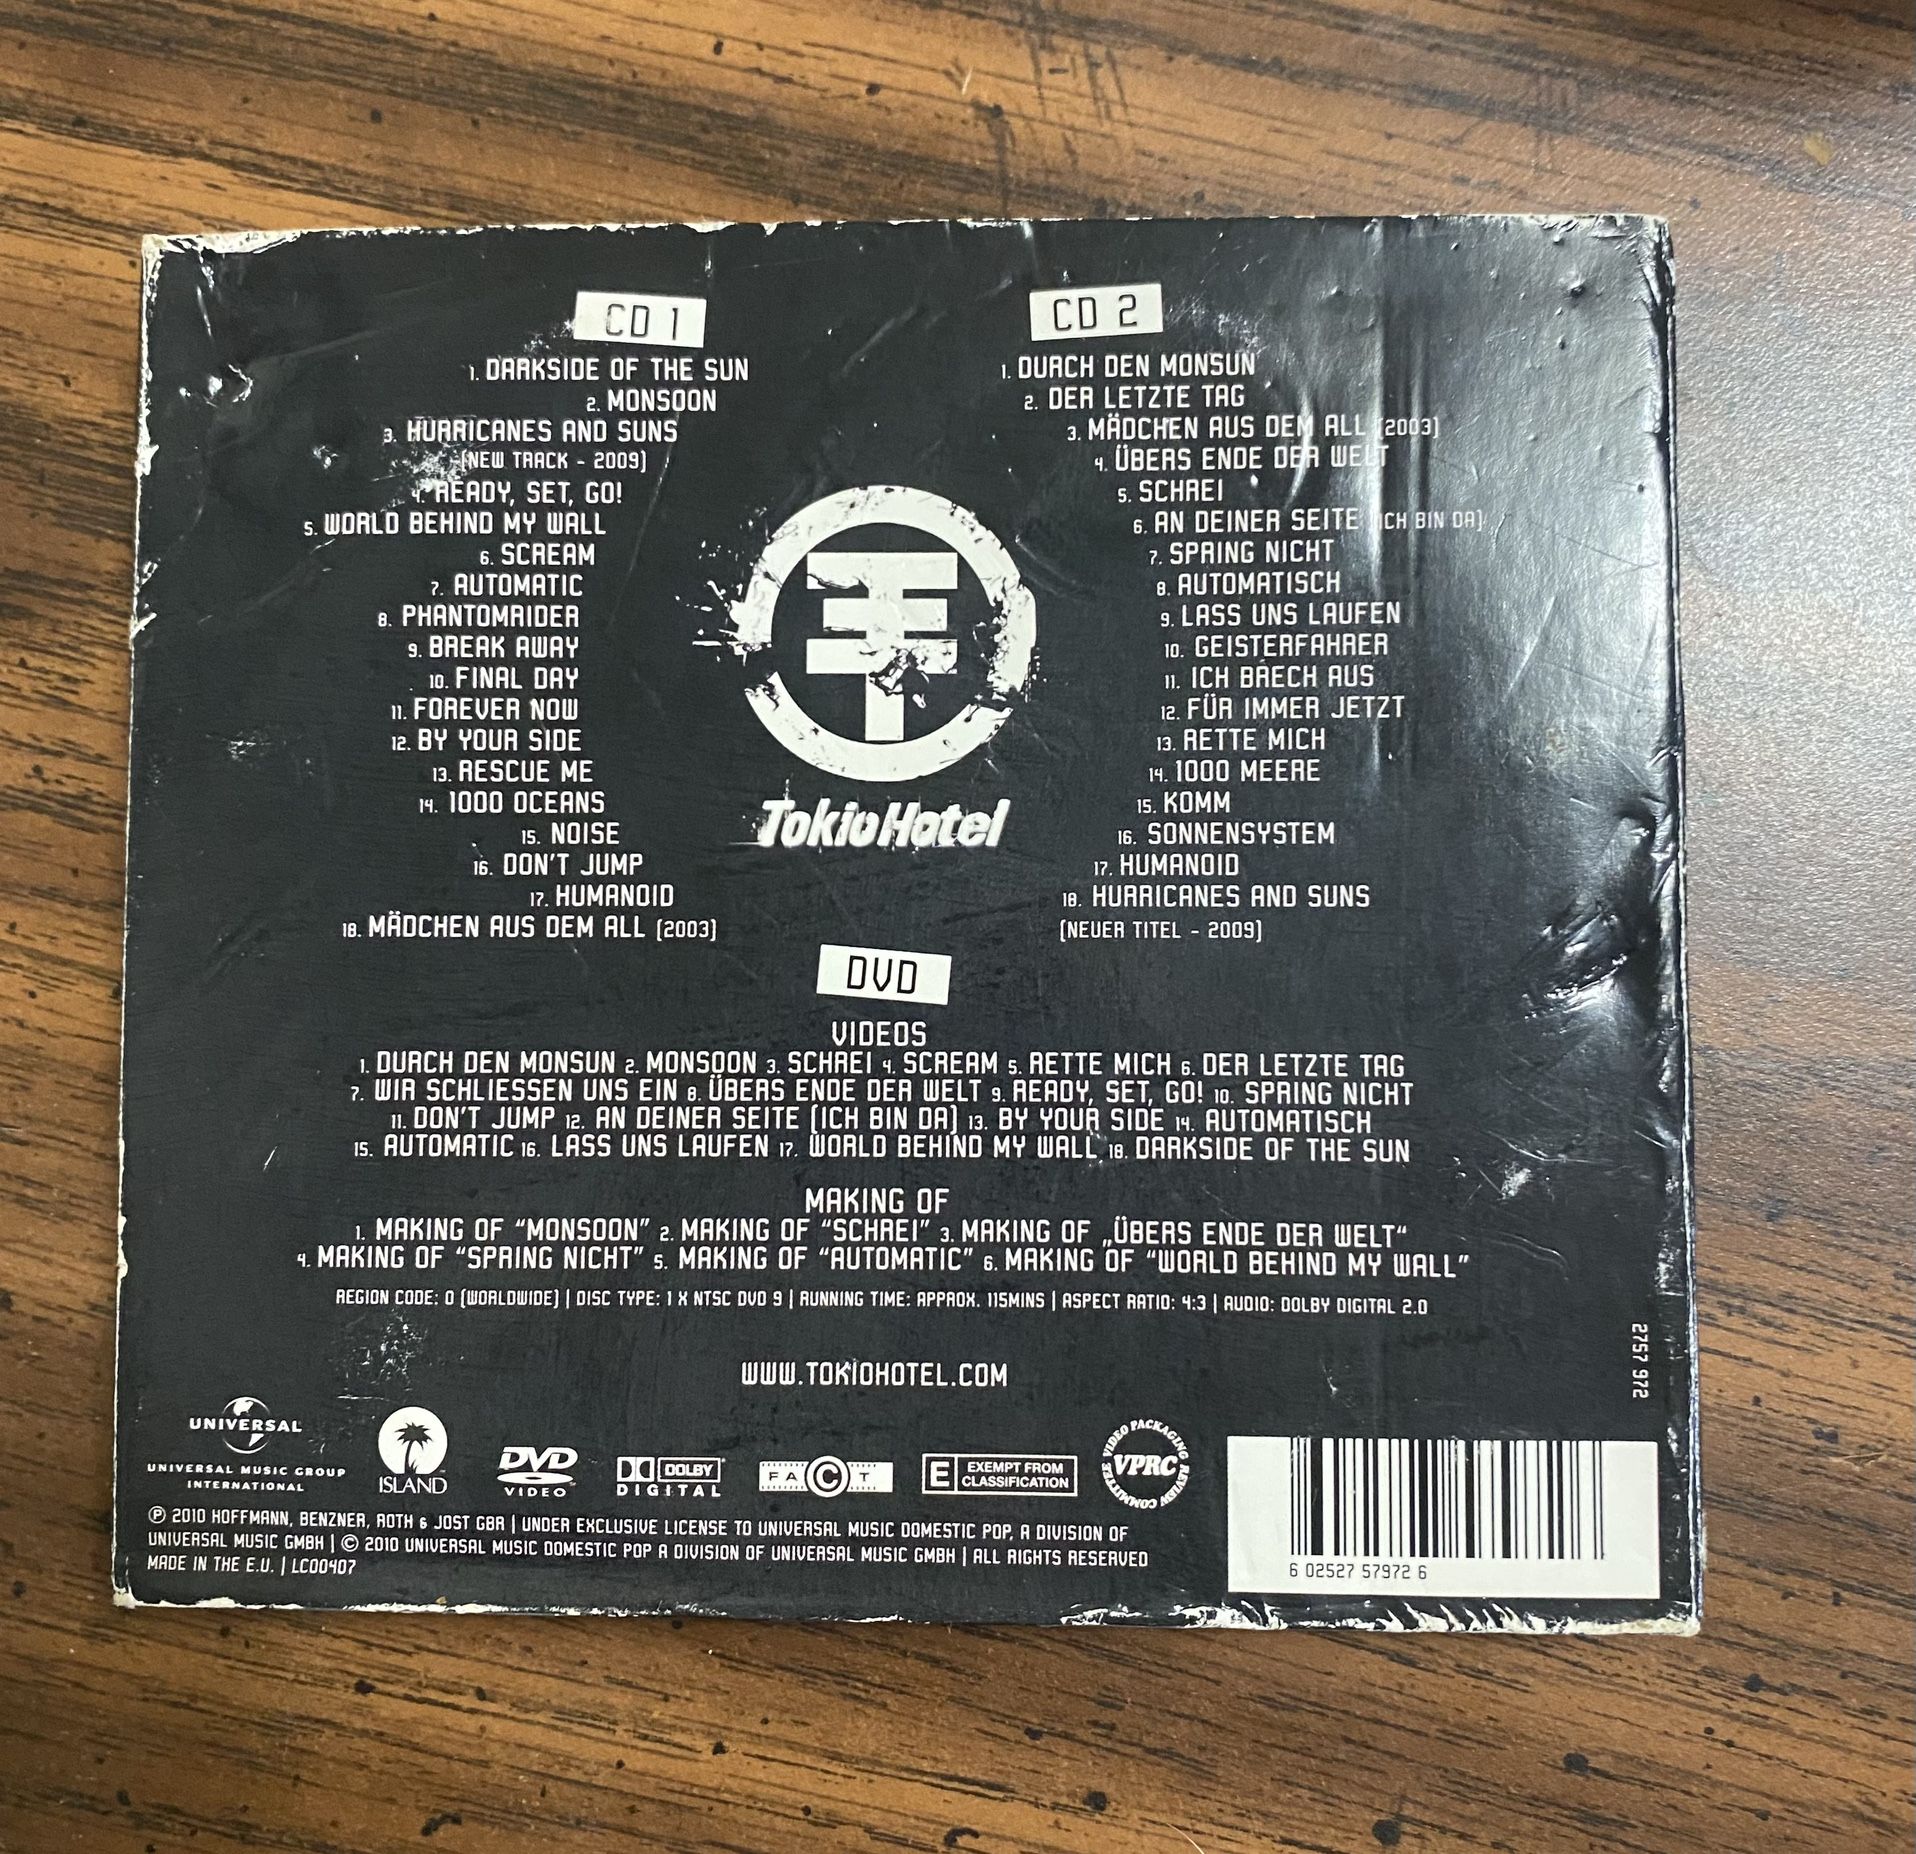 CD 1
1. DARKSIDE OF THE SUN
2. MONSOON
3. HURRICANES AND SUNS
(NEW TRACK - 2009)
4. READY, SET, GO!
5. WORLD BEHIND MY WALL
6. SCREAM
7. AUTOMATIC
8. PHANTOMRIDER
9. BREAK AWAY
10. FINAL DAY
11. FOREVER NOW
12. BY YOUR SIDE
13. RESCUE ME
14. 1000 OCEANS
15. NOISE
16. DON'T JUMP
17. HUMANOID
18. MÄDCHEN AUS DEM ALL (2003)
CD 2
1. DURCH DEN MONSUN
2. DER LETZTE TAG
3. MÄDCHEN AUS DEM ALL (2003)
4. ÜBERS ENDE DER WELT
5. SCHREI
6. AN DEINER SEITE (ICH BIN DA)
7. SPRING NICHT
8. AUTOMATISCH
9. LASS UNS LAUFEN
10. GEISTERFAHRER
11. ICH BRECH AUS
12. FÜR IMMER JETZT
13. RETTE MICH
14. 1000 MEERE
15. KOMM
16. SONNENSYSTEM
17. HUMANOID
18. HURRICANES AND SUNS
(NEUER TITEL - 2009)
Tokio Hotel
DVD
VIDEOS
1. DURCH DEN MONSUN 2. MONSOON 3. SCHREI 4. SCREAM 5. RETTE MICH 6. DER LETZTE TAG
7. WIR SCHLIESSEN UNS EIN 8. ÜBERS ENDE DER WELT 9. READY, SET, GO! 10. SPRING NICHT
11. DON'T JUMP 12. AN DEINER SEITE (ICH BIN DA) 13. BY YOUR SIDE 14. AUTOMATISCH
15. AUTOMATIC 16. LASS UNS LAUFEN 17. WORLD BEHIND MY WALL 18. DARKSIDE OF THE SUN
MAKING OF
1. MAKING OF “MONSOON” 2. MAKING OF “SCHREI” 3. MAKING OF „ÜBERS ENDE DER WELT“
4. MAKING OF “SPRING NICHT” 5. MAKING OF “AUTOMATIC” 6. MAKING OF “WORLD BEHIND MY WALL”
REGION CODE: 0 (WORLDWIDE) | DISC TYPE: 1 X NTSC DVD 9 | RUNNING TIME: APPROX. 115MINS | ASPECT RATIO: 4:3 | AUDIO: DOLBY DIGITAL 2.0
WWW.TOKIOHOTEL.COM
2757 972
UNIVERSAL
UNIVERSAL MUSIC GROUP
INTERNATIONAL
ISLAND
DVD
VIDEO
DOLBY
DIGITAL
FACT
E EXEMPT FROM
CLASSIFICATION
VIDEO PACKAGING REVIEW COMMITTEE
VPRC
℗ 2010 HOFFMANN, BENZNER, ROTH & JOST GBR | UNDER EXCLUSIVE LICENSE TO UNIVERSAL MUSIC DOMESTIC POP, A DIVISION OF
UNIVERSAL MUSIC GMBH | © 2010 UNIVERSAL MUSIC DOMESTIC POP A DIVISION OF UNIVERSAL MUSIC GMBH | ALL RIGHTS RESERVED
MADE IN THE E.U. | LC00407
6 02527 57972 6